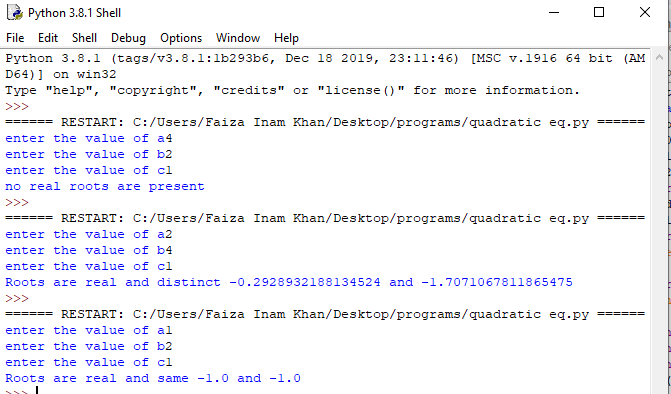 Python 3.8.1 Shell
File Edit Shell Debug Options Window Help
Python 3.8.1 (tags/v3.8.1:1b293b6, Dec 18 2019, 23:11:46) [MSC v.1916 64 bit (AM
D64)] on win32
Type "help", "copyright", "credits" or "license()" for more information.
>>>
====== RESTART: C:/Users/Faiza Inam Khan/Desktop/programs/quadratic eq.py ======
enter the value of a4
enter the value of b2
enter the value of c1
no real roots are present
>>>
====== RESTART: C:/Users/Faiza Inam Khan/Desktop/programs/quadratic eq.py ======
enter the value of a2
enter the value of b4
enter the value of c1
Roots are real and distinct -0.2928932188134524 and -1.7071067811865475
>>>
====== RESTART: C:/Users/Faiza Inam Khan/Desktop/programs/quadratic eq.py ======
enter the value of a1
enter the value of b2
enter the value of c1
Roots are real and same -1.0 and -1.0
>>>